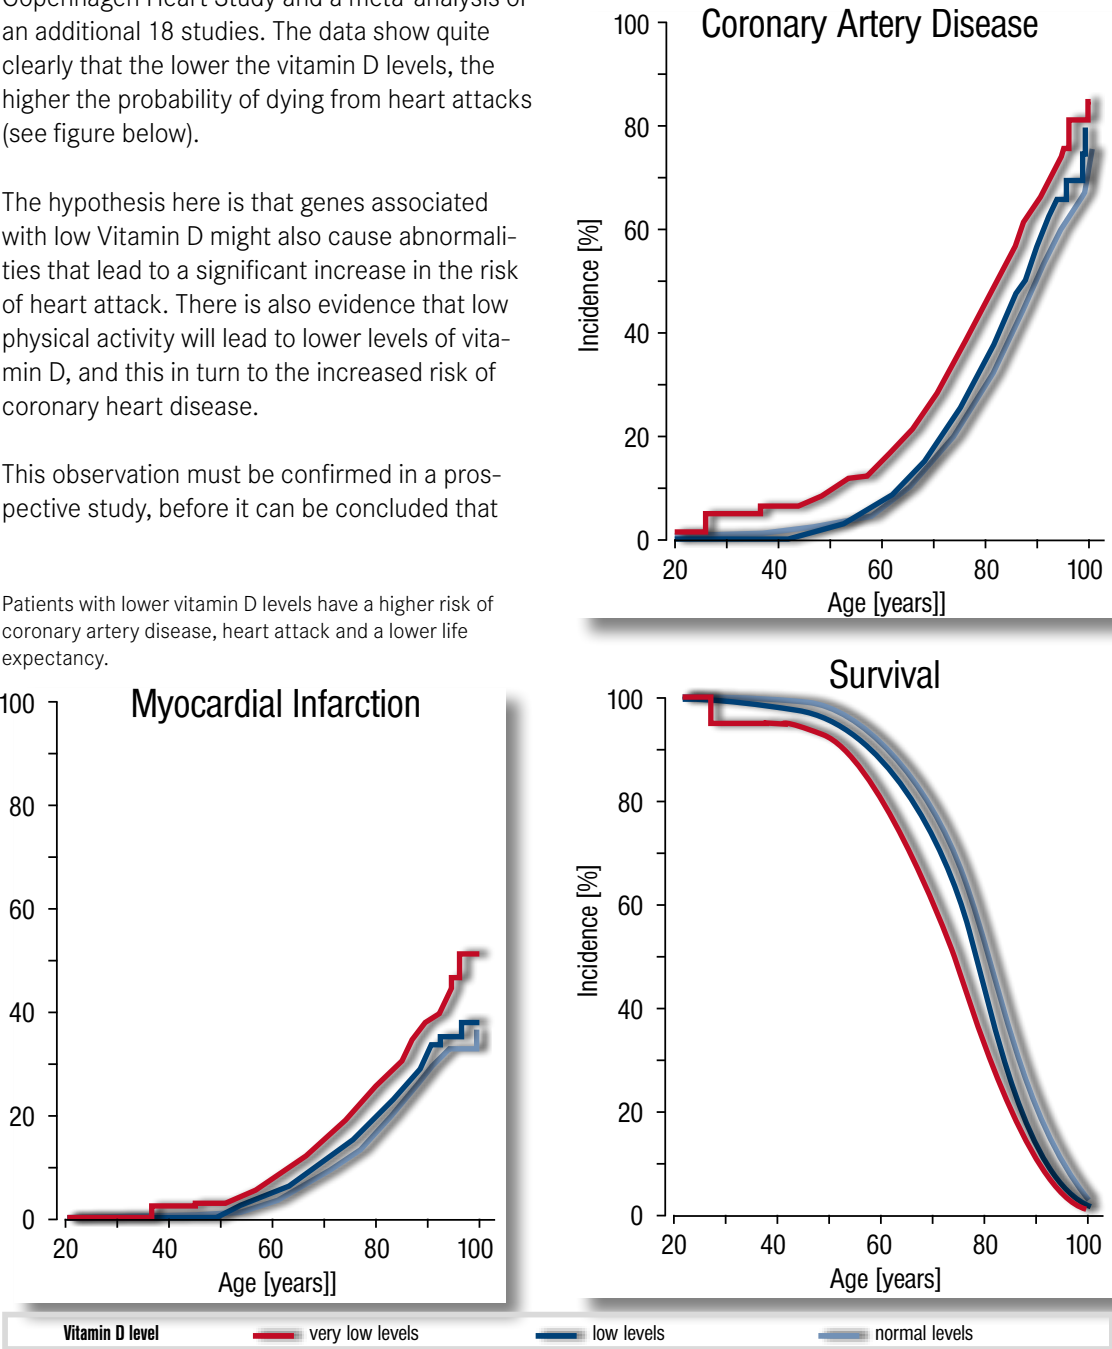 Copenhagen Heart Study and a meta-analysis of
an additional 18 studies. The data show quite
clearly that the lower the vitamin D levels, the
higher the probability of dying from heart attacks
(see figure below).
The hypothesis here is that genes associated
with low Vitamin D might also cause abnormali-
ties that lead to a significant increase in the risk
of heart attack. There is also evidence that low
physical activity will lead to lower levels of vita-
min D, and this in turn to the increased risk of
coronary heart disease.
This observation must be confirmed in a pros-
pective study, before it can be concluded that
Patients with lower vitamin D levels have a higher risk of
coronary artery disease, heart attack and a lower life
expectancy.
Coronary Artery Disease
Incidence [%]
100
80
60
40
20
0
20 40 60 80 100
Age [years]]
Myocardial Infarction
100
80
60
40
20
0
20 40 60 80 100
Age [years]]
Survival
Incidence [%]
100
80
60
40
20
0
20 40 60 80 100
Age [years]
Vitamin D level very low levels low levels normal levels